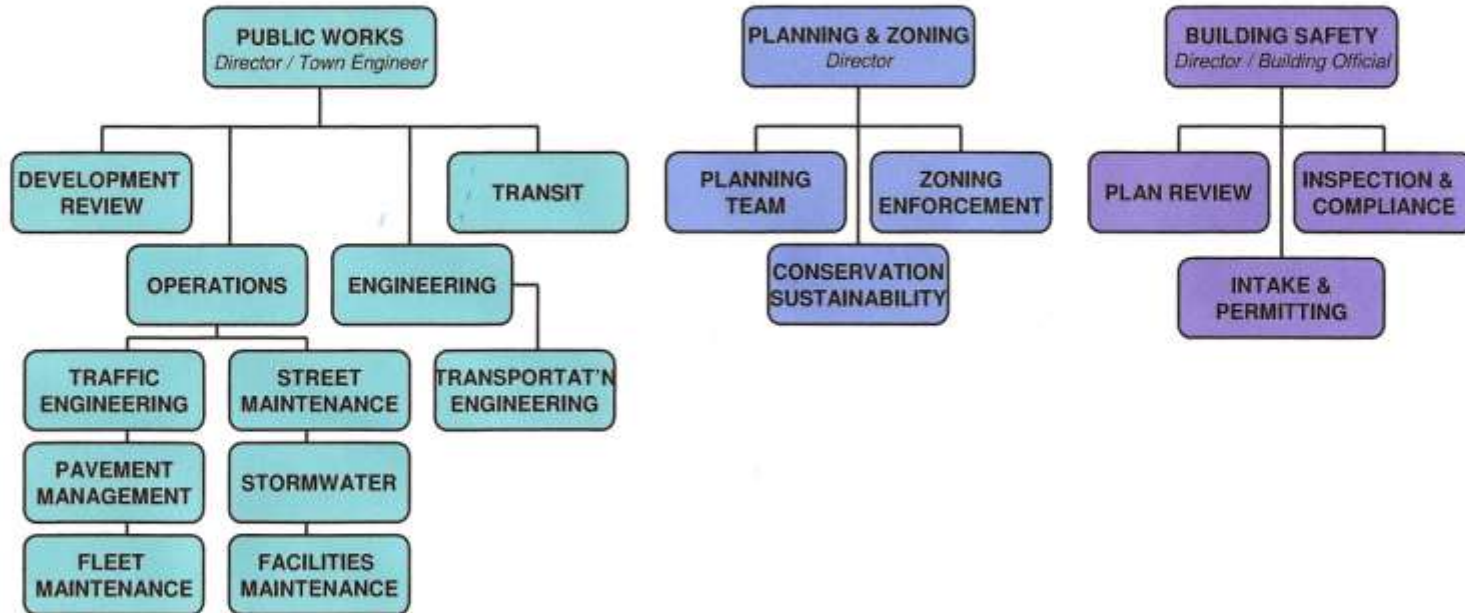 PUBLIC WORKS
Director / Town Engineer
PLANNING & ZONING
Director
BUILDING SAFETY
Director / Building Official
DEVELOPMENT
REVIEW
TRANSIT
PLANNING
TEAM
ZONING
ENFORCEMENT
PLAN REVIEW
INSPECTION &
COMPLIANCE
OPERATIONS
ENGINEERING
CONSERVATION
SUSTAINABILITY
INTAKE &
PERMITTING
TRAFFIC
ENGINEERING
STREET
MAINTENANCE
TRANSPORTAT'N
ENGINEERING
PAVEMENT
MANAGEMENT
STORMWATER
FLEET
MAINTENANCE
FACILITIES
MAINTENANCE